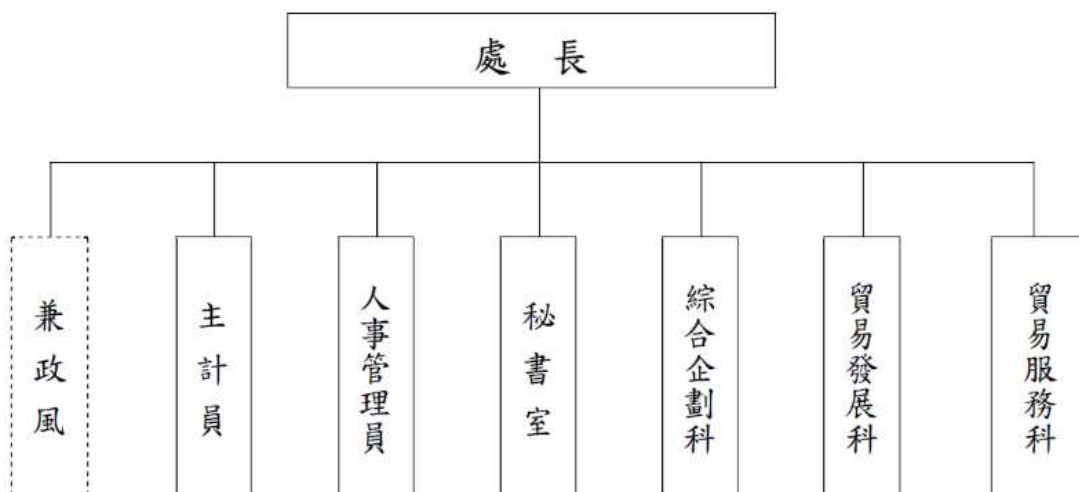 處 長
兼政風
主計員
人事管理員
秘書室
綜合企劃科
貿易發展科
貿易服務科